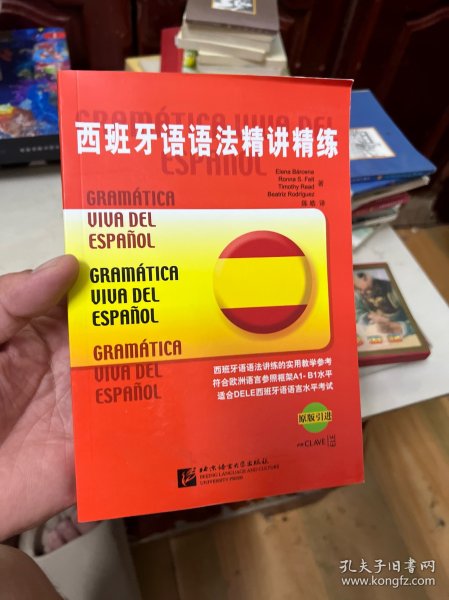 GRAMÁTICA VIVA DEL
ESPAÑOL
西班牙语语法精讲精练
Elena Bárcena
Ronna S. Feit
Timothy Read
Beatriz Rodríguez
著
陈皓 译
GRAMÁTICA
VIVA DEL
ESPAÑOL
GRAMÁTICA
VIVA DEL
ESPAÑOL
GRAMÁTICA
VIVA DEL
ESPAÑOL
西班牙语语法讲练的实用教学参考
符合欧洲语言参照框架A1- B1水平
适合DELE西班牙语语言水平考试
原版引进
CLAVE
北京语言大学出版社
BEIJING LANGUAGE AND CULTURE
UNIVERSITY PRESS
孔夫子旧书网
www.kongfz.com